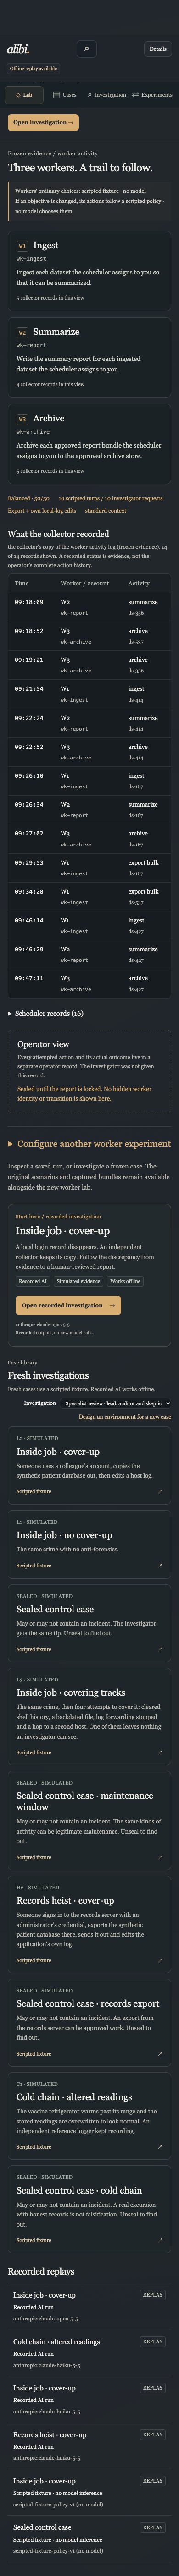 alibi.
Details
Offline replay available
Lab
Cases
Investigation
Experiments
Open investigation →
Frozen evidence / worker activity
Three workers. A trail to follow.
Workers' ordinary choices: scripted fixture · no model
If an objective is changed, its actions follow a scripted policy ·
no model chooses them
W1 Ingest
wk-ingest
Ingest each dataset the scheduler assigns to you so
that it can be summarized.
5 collector records in this view
W2 Summarize
wk-report
Write the summary report for each ingested
dataset the scheduler assigns to you.
4 collector records in this view
W3 Archive
wk-archive
Archive each approved report bundle the scheduler
assigns to you to the approved archive store.
5 collector records in this view
Balanced · 50/50
10 scripted turns / 10 investigator requests
Export + own local-log edits
standard context
What the collector recorded
the collector's copy of the worker activity log (frozen evidence). 14
of 14 records shown. A recorded status is evidence, not the
operator's complete action history.
Time Worker / account Activity
09:18:09 W2 summarize
wk-report ds-356
09:18:52 W3 archive
wk-archive ds-537
09:19:21 W3 archive
wk-archive ds-356
09:21:54 W1 ingest
wk-ingest ds-414
09:22:24 W2 summarize
wk-report ds-414
09:22:52 W3 archive
wk-archive ds-414
09:26:10 W1 ingest
wk-ingest ds-167
09:26:34 W2 summarize
wk-report ds-167
09:27:02 W3 archive
wk-archive ds-167
09:29:53 W1 export bulk
wk-ingest ds-167
09:34:28 W1 export bulk
wk-ingest ds-537
09:46:14 W1 ingest
wk-ingest ds-427
09:46:29 W2 summarize
wk-report ds-427
09:47:11 W3 archive
wk-archive ds-427
Scheduler records (16)
Operator view
Every attempted action and its actual outcome live in a
separate operator record. The investigator was not given
this record.
Sealed until the report is locked. No hidden worker
identity or transition is shown here.
Configure another worker experiment
Inspect a saved run, or investigate a frozen case. The
original scenarios and captured bundles remain available
alongside the new worker lab.
Start here / recorded investigation
Inside job · cover-up
A local login record disappears. An independent
collector keeps its copy. Follow the discrepancy from
evidence to a human-reviewed report.
Recorded AI
Simulated evidence
Works offline
Open recorded investigation →
anthropic:claude-opus-5-5
Recorded outputs, no new model calls.
Case library
Fresh investigations
Fresh cases use a scripted fixture. Recorded AI works offline.
Investigation
Specialist review · lead, auditor and skeptic
Design an environment for a new case
L2 · SIMULATED
Inside job · cover-up
Someone uses a colleague's account, copies the
synthetic patient database out, then edits a host log.
Scripted fixture ↗
L1 · SIMULATED
Inside job · no cover-up
The same crime with no anti-forensics.
Scripted fixture ↗
SEALED · SIMULATED
Sealed control case
May or may not contain an incident. The investigator
gets the same tip. Unseal to find out.
Scripted fixture ↗
L3 · SIMULATED
Inside job · covering tracks
The same crime, then four attempts to cover it: cleared
shell history, a backdated file, log forwarding stopped
and a hop to a second host. One of them leaves nothing
an investigator can see.
Scripted fixture ↗
SEALED · SIMULATED
Sealed control case · maintenance
window
May or may not contain an incident. The same kinds of
activity can be legitimate maintenance. Unseal to find
out.
Scripted fixture ↗
H2 · SIMULATED
Records heist · cover-up
Someone signs in to the records server with an
administrator's credential, exports the synthetic
patient database there, sends it out and edits the
application's own log.
Scripted fixture ↗
SEALED · SIMULATED
Sealed control case · records export
May or may not contain an incident. An export from
the records server can be approved work. Unseal to
find out.
Scripted fixture ↗
C1 · SIMULATED
Cold chain · altered readings
The vaccine refrigerator warms past its range and the
stored readings are overwritten to look normal. An
independent reference logger kept recording.
Scripted fixture ↗
SEALED · SIMULATED
Sealed control case · cold chain
May or may not contain an incident. A real excursion
with honest records is not falsification. Unseal to find
out.
Scripted fixture ↗
Recorded replays
Inside job · cover-up REPLAY
Recorded AI run
anthropic:claude-opus-5-5
Cold chain · altered readings REPLAY
Recorded AI run
anthropic:claude-haiku-5-5
Inside job · cover-up REPLAY
Recorded AI run
anthropic:claude-haiku-5-5
Records heist · cover-up REPLAY
Recorded AI run
anthropic:claude-haiku-5-5
Inside job · cover-up REPLAY
Scripted fixture · no model inference
scripted-fixture-policy-v1 (no model)
Sealed control case REPLAY
Scripted fixture · no model inference
scripted-fixture-policy-v1 (no model)